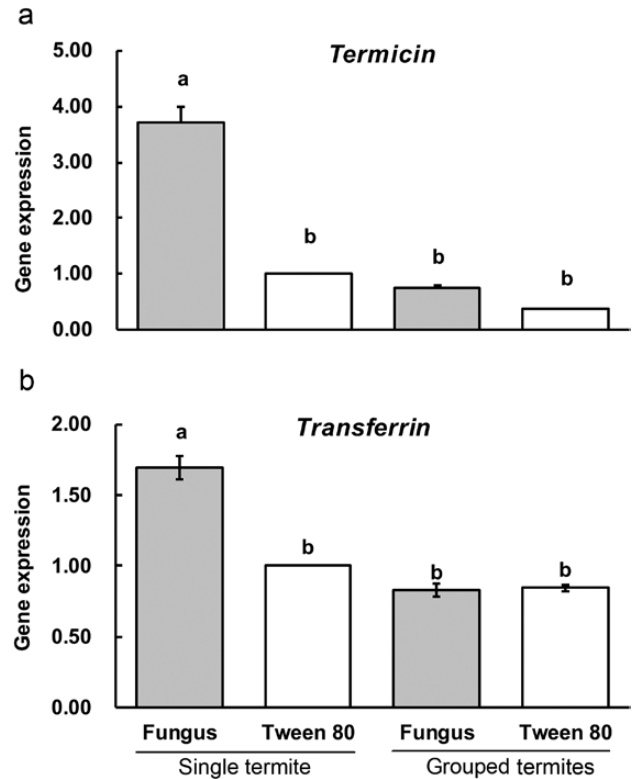 a
Termicin
5.00
4.00
3.00
2.00
1.00
0.00
Gene expression
a
b
b
b
b
Transferrin
2.00
1.50
1.00
0.50
0.00
Gene expression
a
b
b
b
Fungus Tween 80 Fungus Tween 80
Single termite Grouped termites